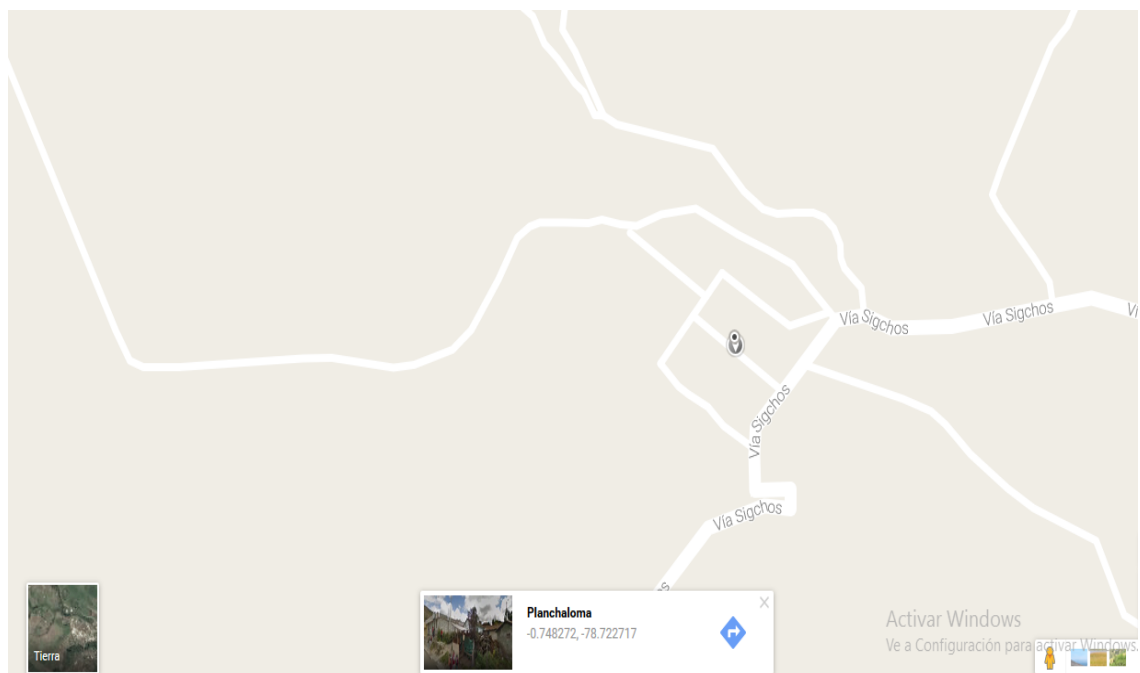 Vía Sigchos
Vía Sigchos
Vía Sigchos
Vía Sigchos
Planchaloma
-0.748272, -78.722717
Tierra
Activar Windows
Ve a Configuración para activar Windows.